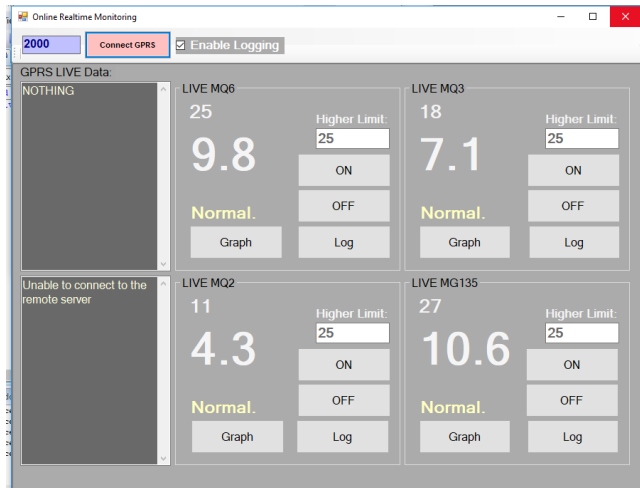 Online Realtime Monitoring
2000
Connect GPRS
Enable Logging
GPRS LIVE Data:
NOTHING
Unable to connect to the
remote server
LIVE MQ6
25
9.8
Higher Limit:
25
ON
OFF
Normal.
Graph
Log
LIVE MQ3
18
7.1
Higher Limit:
25
ON
OFF
Normal.
Graph
Log
LIVE MQ2
11
4.3
Higher Limit:
25
ON
OFF
Normal.
Graph
Log
LIVE MG135
27
10.6
Higher Limit:
25
ON
OFF
Normal.
Graph
Log